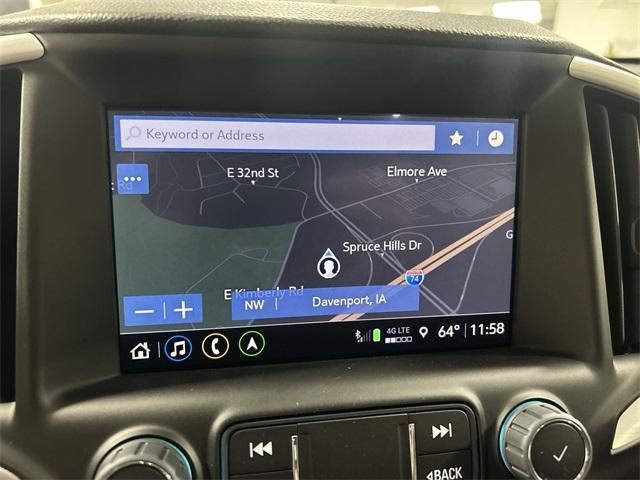 Keyword or Address
E 32nd St
Elmore Ave
Rd
Spruce Hills Dr
G
74
E Kimberly Rd
NW
Davenport, IA
4G LTE
64° 11:58
BACK